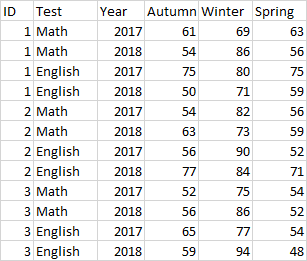 ID Test Year Autumn Winter Spring
1 Math 2017 61 69 63
1 Math 2018 54 86 56
1 English 2017 75 80 75
1 English 2018 50 71 59
2 Math 2017 54 82 56
2 Math 2018 63 73 59
2 English 2017 56 90 52
2 English 2018 77 84 71
3 Math 2017 52 75 54
3 Math 2018 56 86 52
3 English 2017 65 77 54
3 English 2018 59 94 48